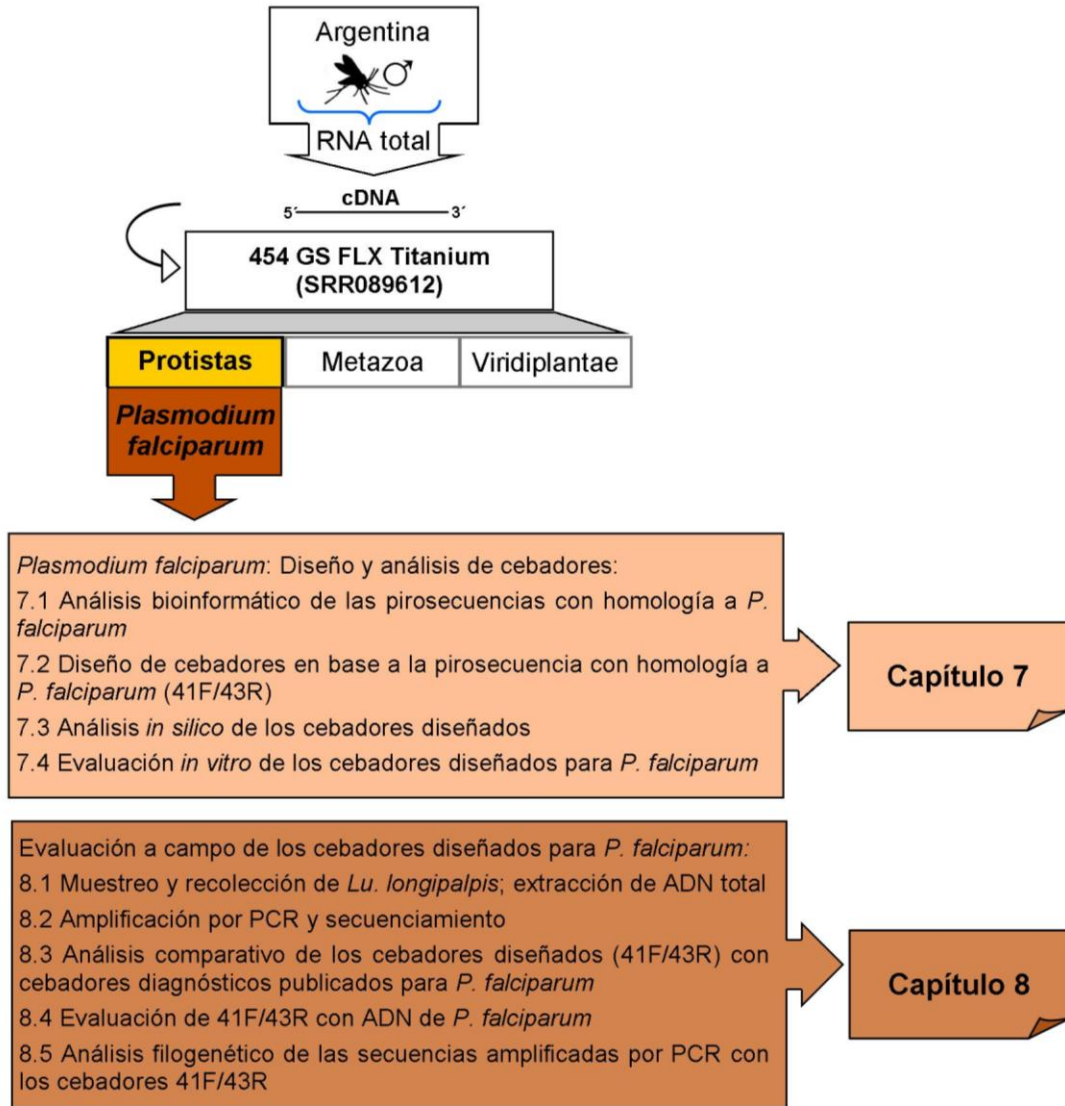 Argentina
♂
RNA total
cDNA
5´ 3´
454 GS FLX Titanium
(SRR089612)
Protistas Metazoa Viridiplantae
Plasmodium
falciparum
Plasmodium falciparum: Diseño y análisis de cebadores:
7.1 Análisis bioinformático de las pirosecuencias con homología a P.
falciparum
7.2 Diseño de cebadores en base a la pirosecuencia con homología a
P. falciparum (41F/43R)
7.3 Análisis in silico de los cebadores diseñados
7.4 Evaluación in vitro de los cebadores diseñados para P. falciparum
Capítulo 7
Evaluación a campo de los cebadores diseñados para P. falciparum:
8.1 Muestreo y recolección de Lu. longipalpis; extracción de ADN total
8.2 Amplificación por PCR y secuenciamiento
8.3 Análisis comparativo de los cebadores diseñados (41F/43R) con
cebadores diagnósticos publicados para P. falciparum
8.4 Evaluación de 41F/43R con ADN de P. falciparum
8.5 Análisis filogenético de las secuencias amplificadas por PCR con
los cebadores 41F/43R
Capítulo 8